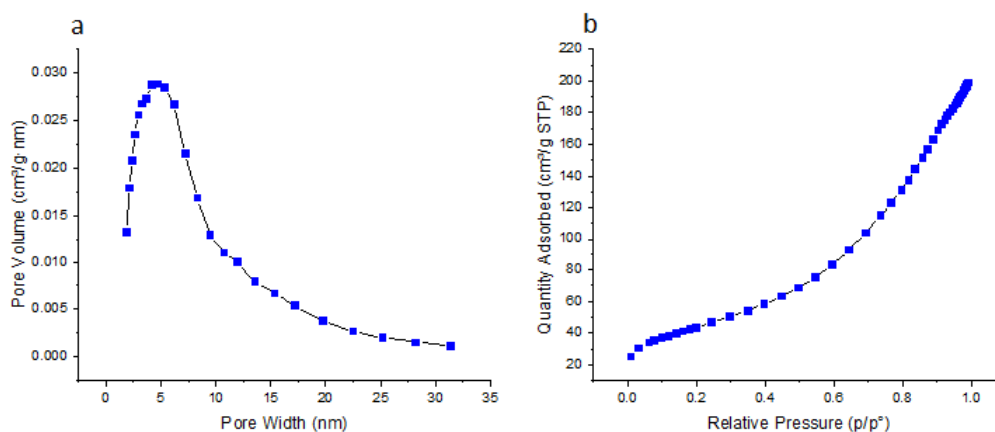 a
Pore Volume (cm³/g·nm)
0.030
0.025
0.020
0.015
0.010
0.005
0.000
0 5 10 15 20 25 30 35
Pore Width (nm)
b
Quantity Adsorbed (cm³/g STP)
220
200
180
160
140
120
100
80
60
40
20
0.0 0.2 0.4 0.6 0.8 1.0
Relative Pressure (p/p°)